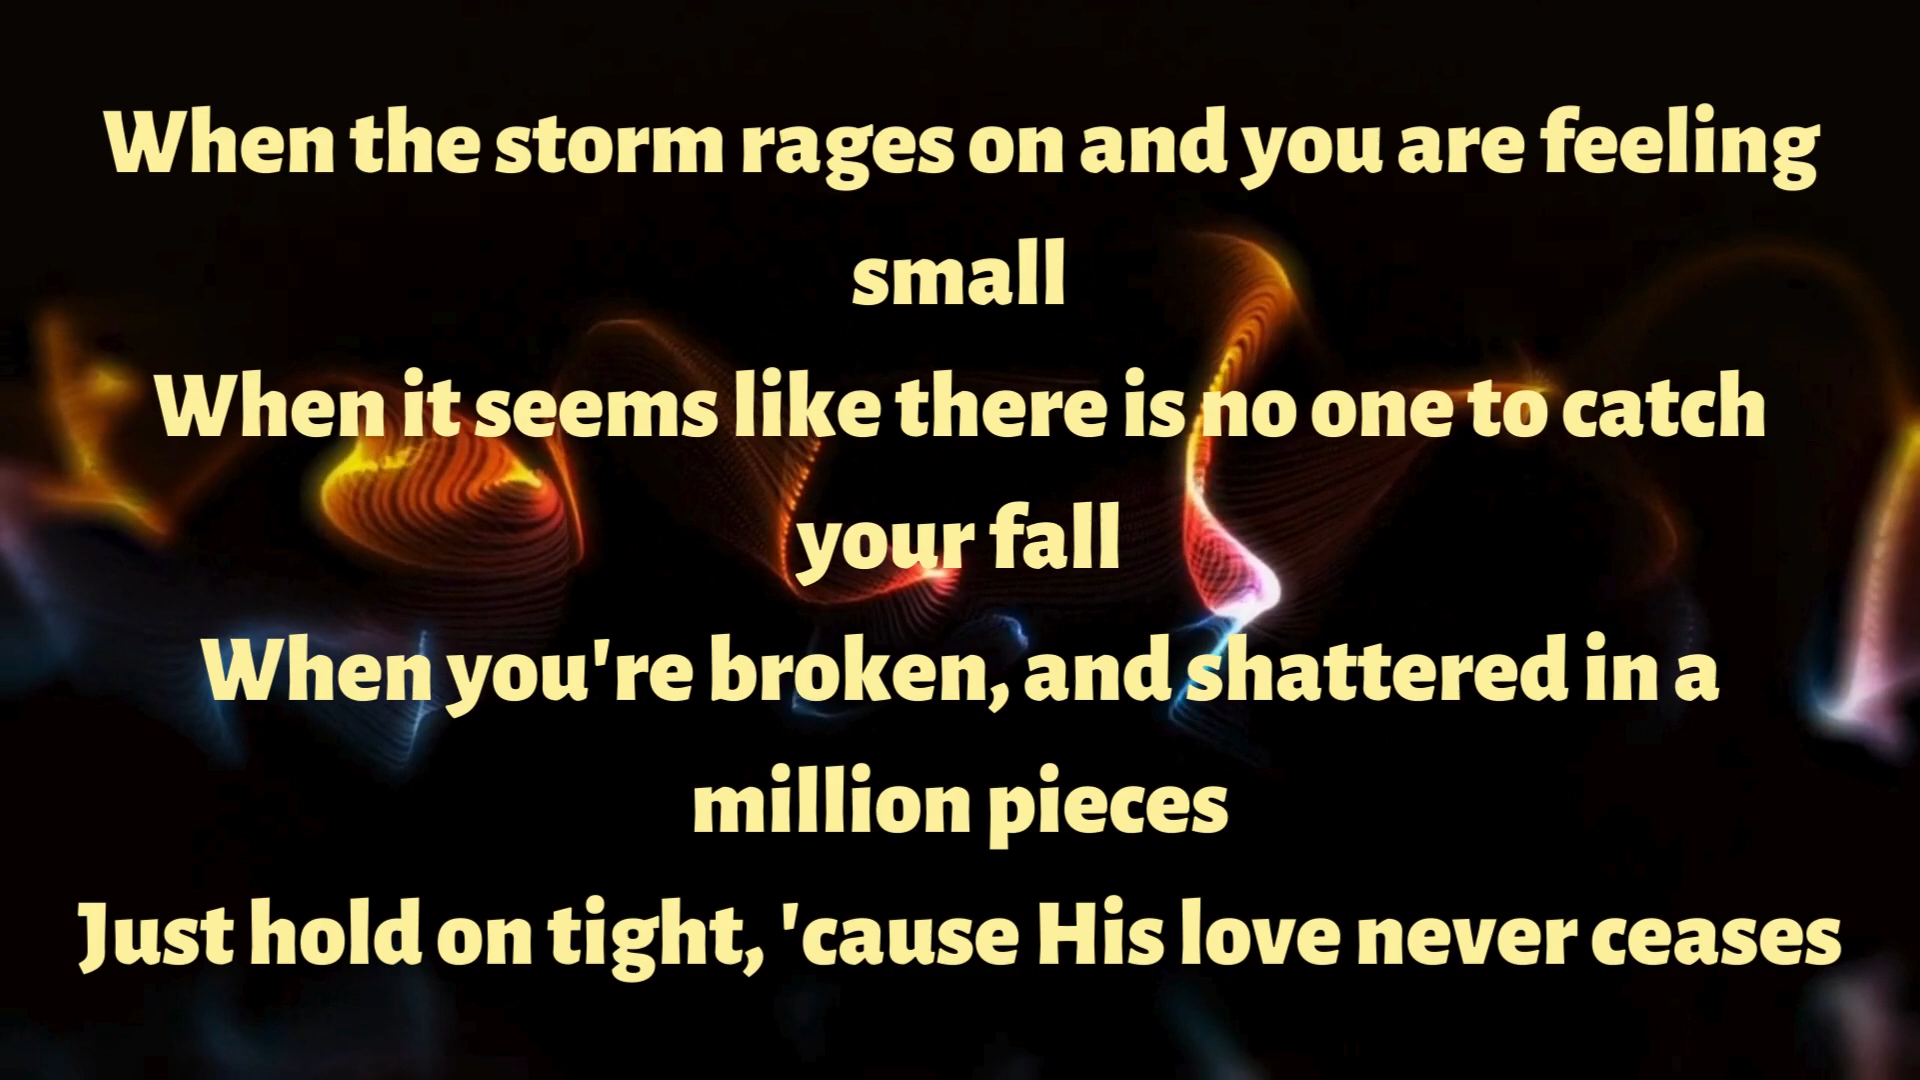 When the storm rages on and you are feeling
small
When it seems like there is no one to catch
your fall
When you're broken, and shattered in a
million pieces
Just hold on tight, 'cause His love never ceases